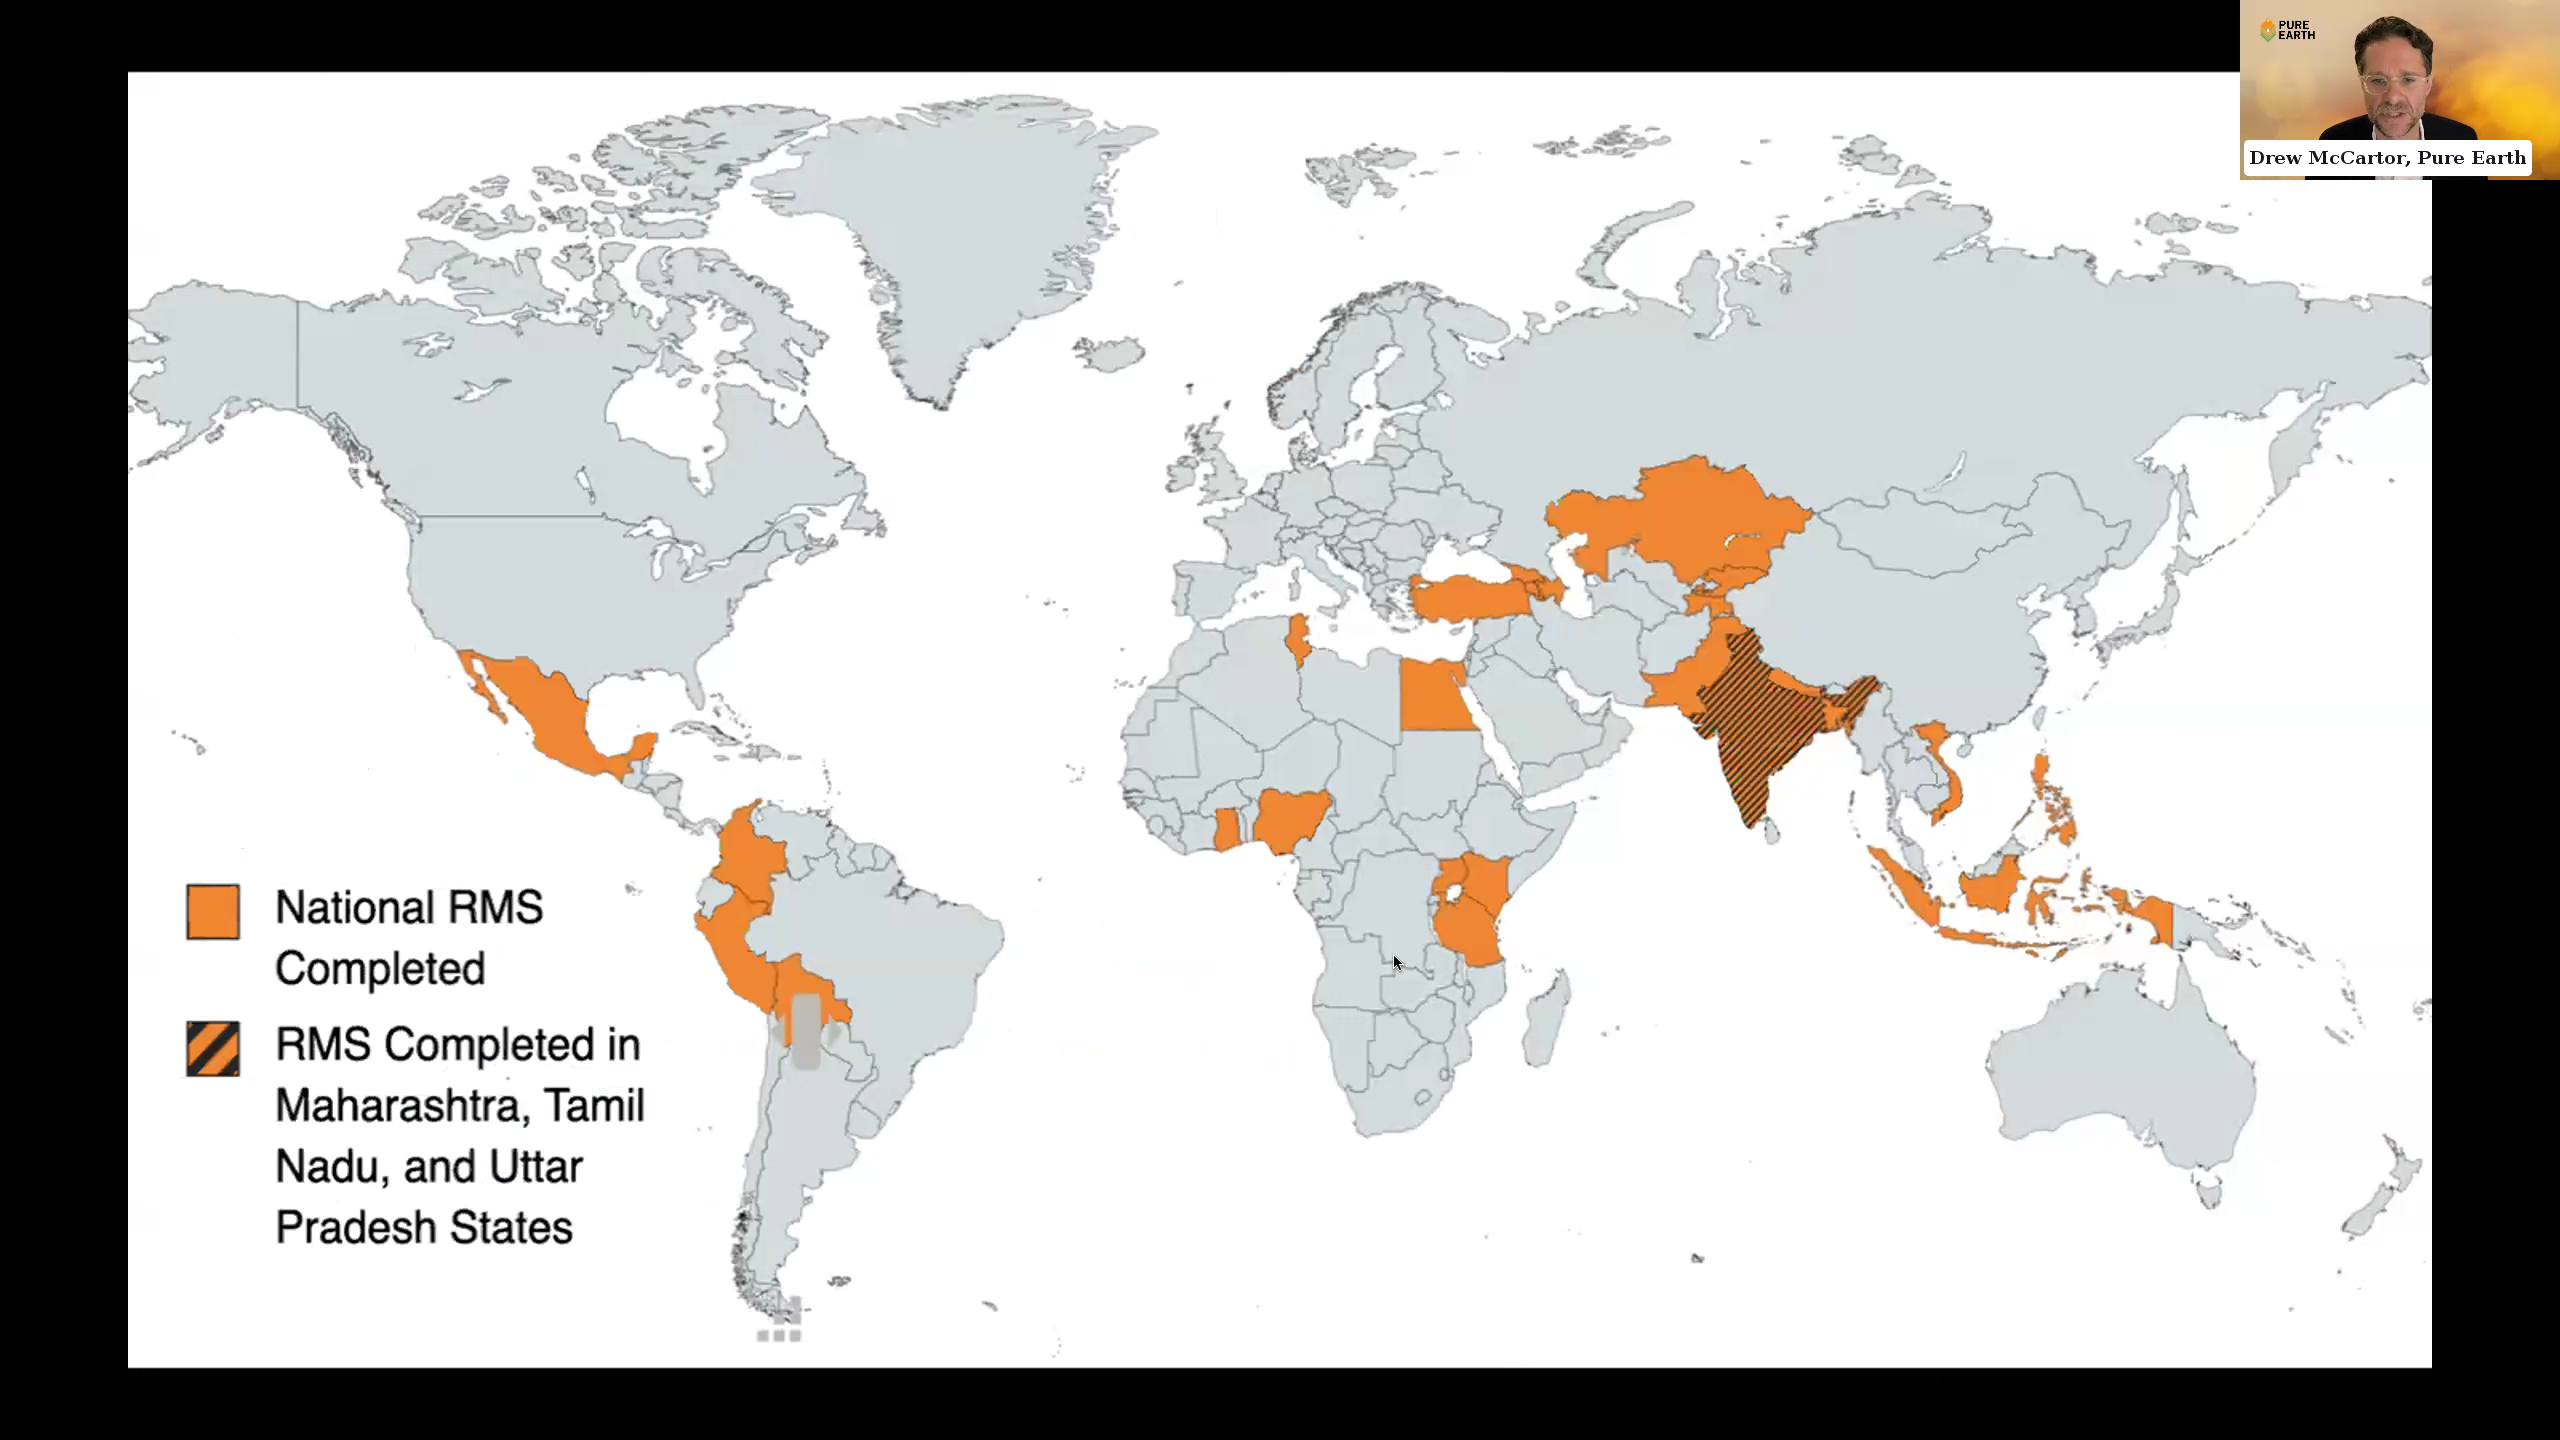 PURE
EARTH
Drew McCartor, Pure Earth
National RMS
Completed
RMS Completed in
Maharashtra, Tamil
Nadu, and Uttar
Pradesh States